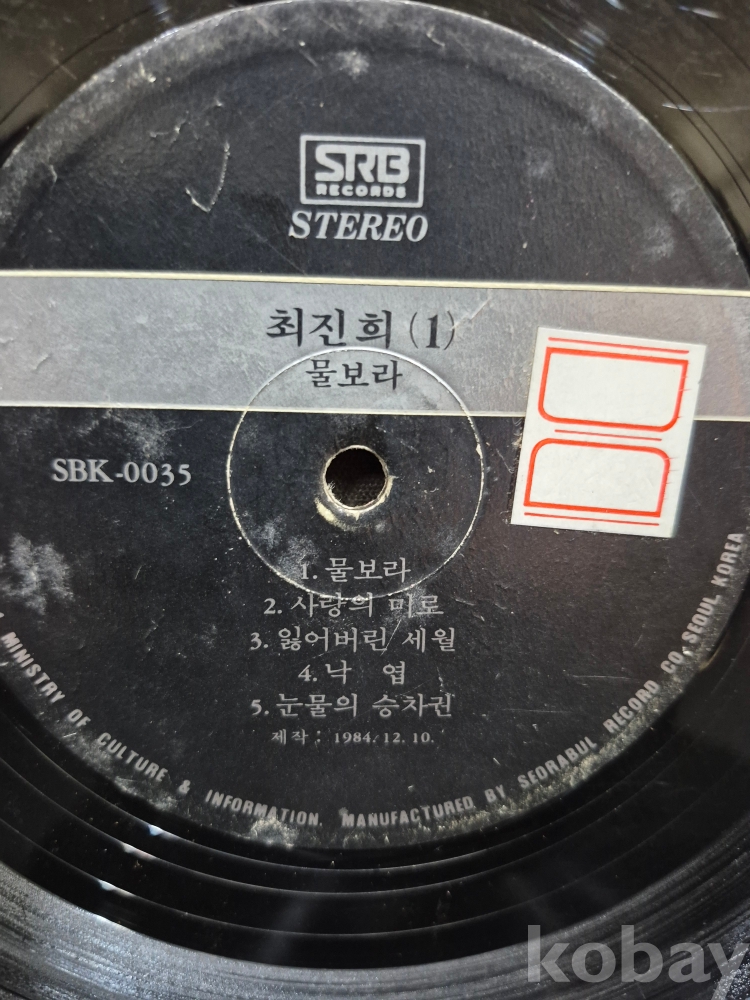 SRB
RECORDS
STEREO
최진희 (1)
물보라
SBK-0035
1. 물보라
2. 사랑의 미로
3. 잃어버린 세월
4. 낙 엽
5. 눈물의 승차권
제작 : 1984. 12. 10.
MINISTRY OF CULTURE & INFORMATION. MANUFACTURED BY SEORABUL RECORD CO, SEOUL KOREA
kobay